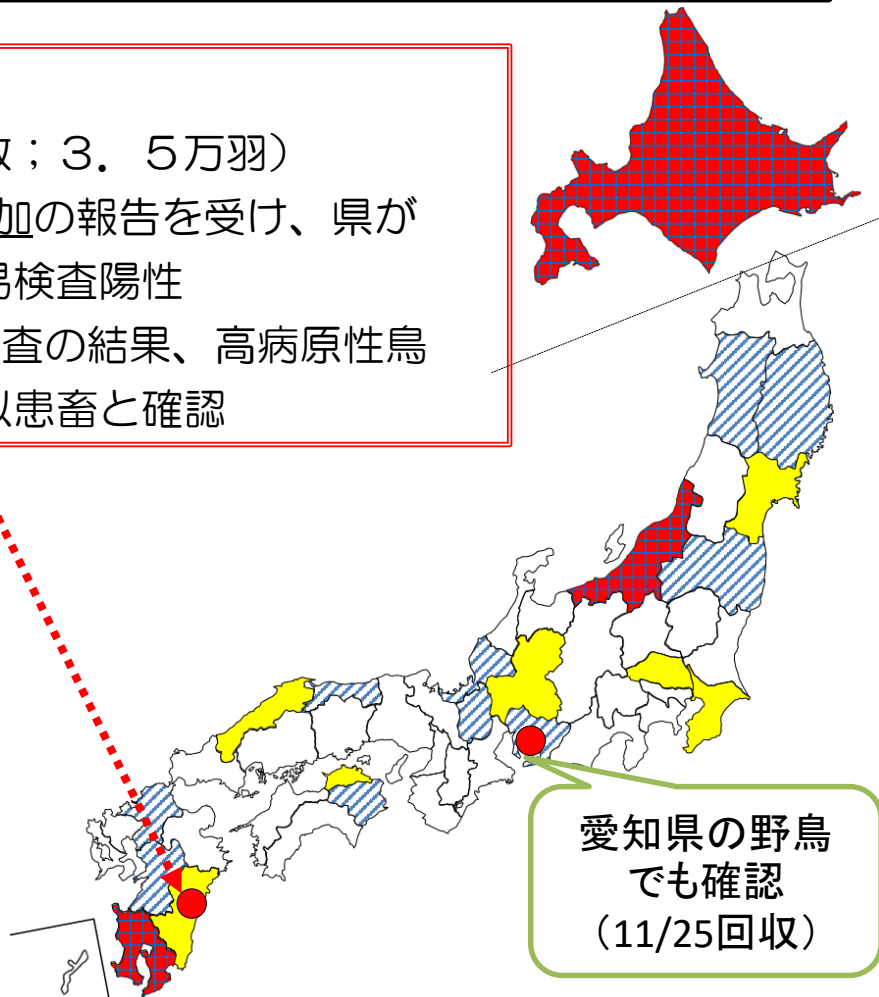 数；３．５万羽）
加の報告を受け、県が
易検査陽性
査の結果、高病原性鳥
以患畜と確認
愛知県の野鳥
でも確認
（11/25回収）